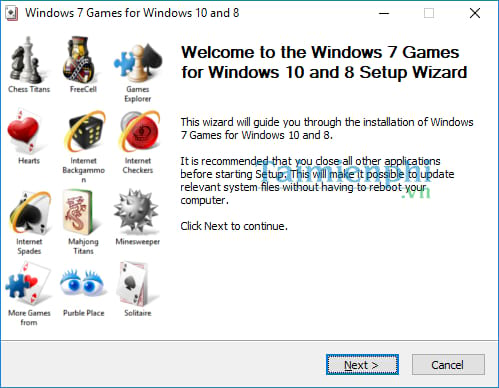 Windows 7 Games for Windows 10 and 8
Chess Titans
FreeCell
Games
Explorer
Hearts
Internet
Backgammo
n
Internet
Checkers
Internet
Spades
Mahjong
Titans
Minesweeper
More Games
from
Purble Place
Solitaire
Welcome to the Windows 7 Games
for Windows 10 and 8 Setup Wizard
This wizard will guide you through the installation of Windows
7 Games for Windows 10 and 8.
It is recommended that you close all other applications
before starting Setup. This will make it possible to update
relevant system files without having to reboot your
computer.
Click Next to continue.
Taimienphi
.vn
Next >
Cancel